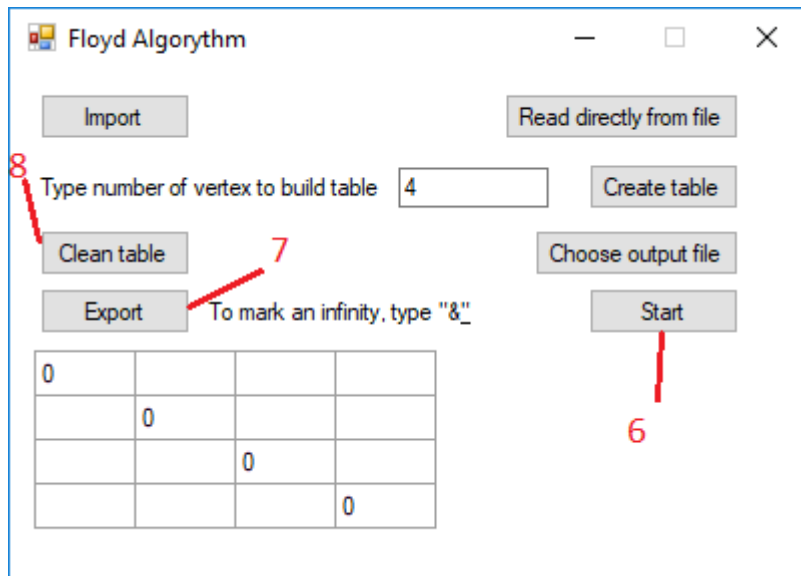 Floyd Algorythm
Import
Read directly from file
8
Type number of vertex to build table
4
Create table
Clean table
7
Choose output file
Export
To mark an infinity, type "&"
Start
0
0
6
0
0